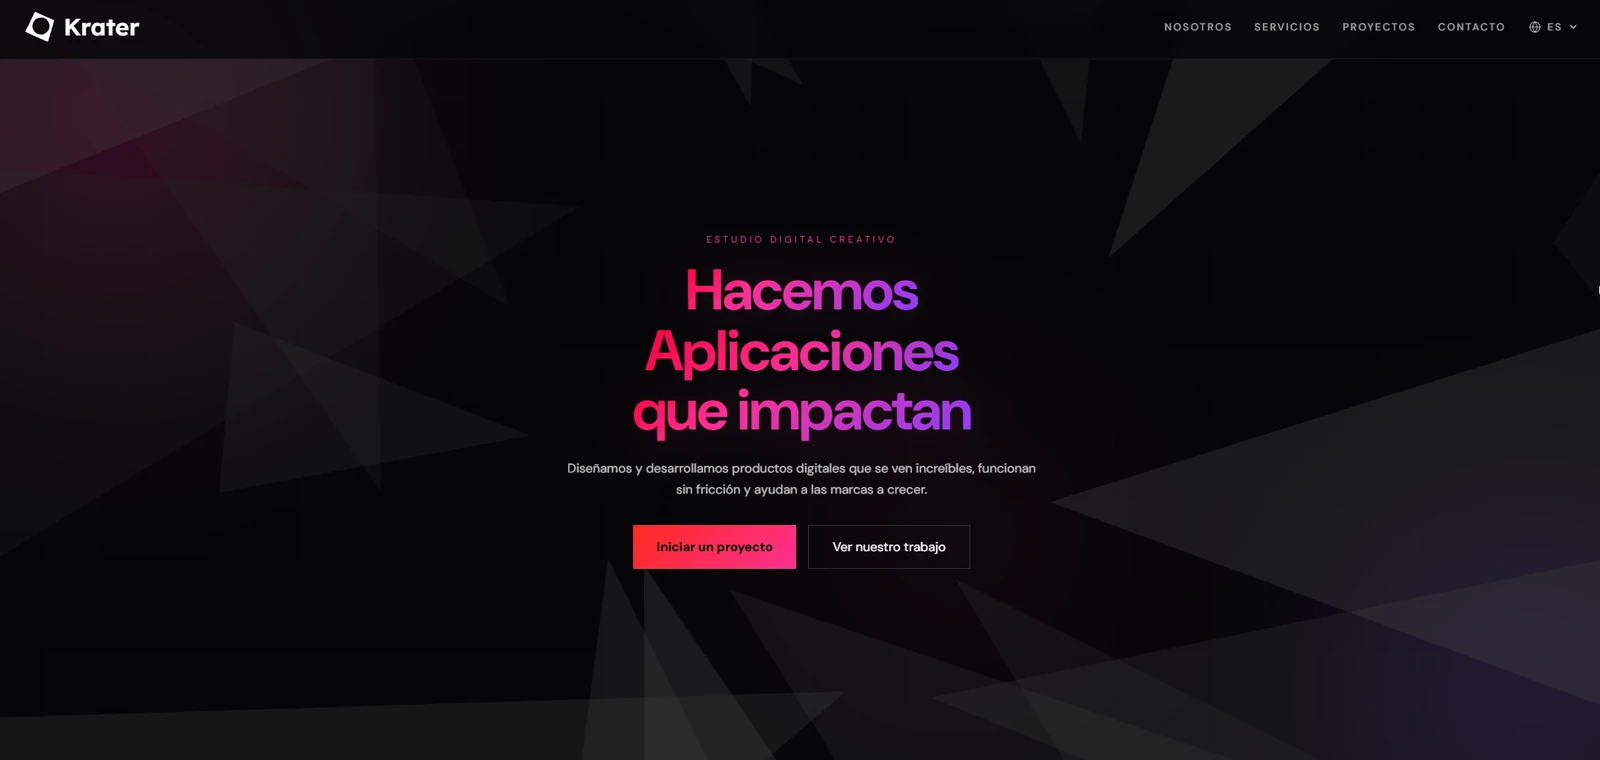 Krater
NOSOTROS
SERVICIOS
PROYECTOS
CONTACTO
ES
ESTUDIO DIGITAL CREATIVO
Hacemos
Aplicaciones
que impactan
Diseñamos y desarrollamos productos digitales que se ven increíbles, funcionan
sin fricción y ayudan a las marcas a crecer.
Iniciar un proyecto
Ver nuestro trabajo